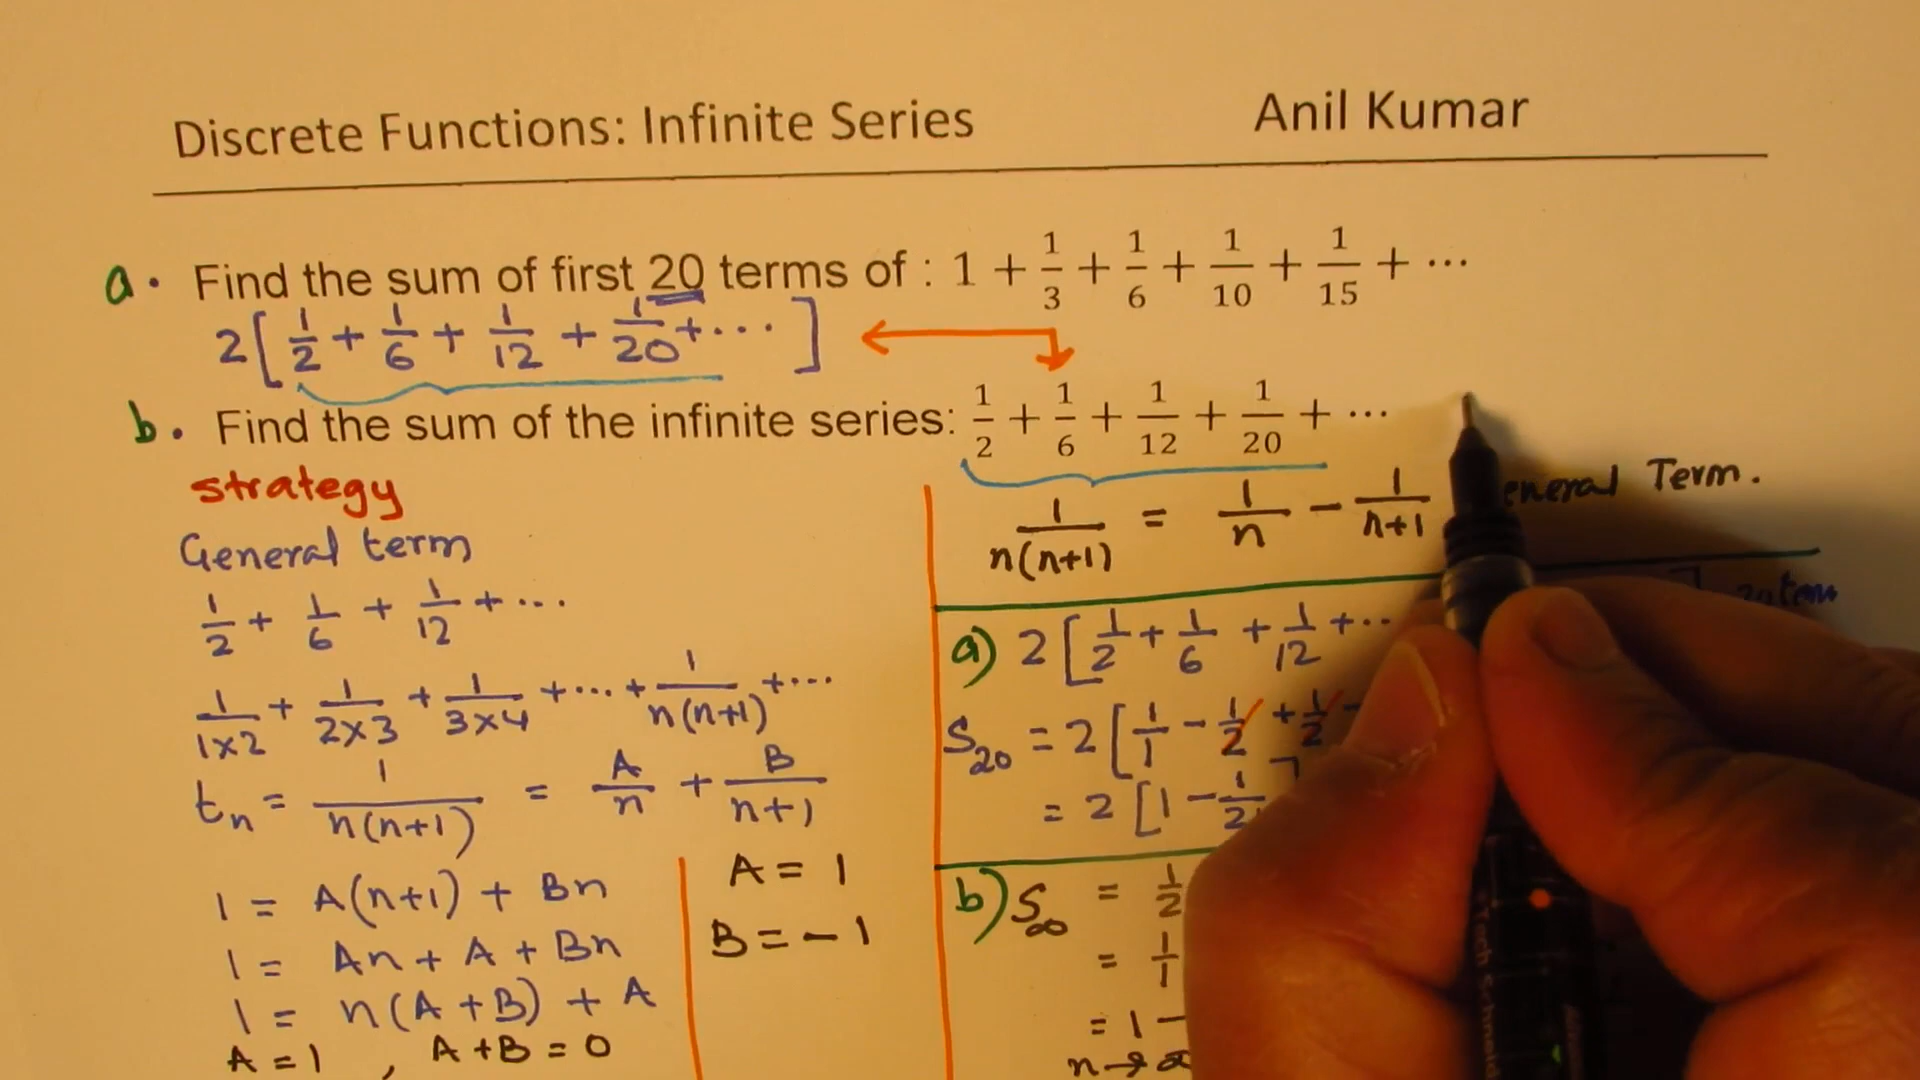 Discrete Functions: Infinite Series Anil Kumar
a. Find the sum of first 20 terms of : 1 + 1/3 + 1/6 + 1/10 + 1/15 + ...
2[1/2 + 1/6 + 1/12 + 1/20 + ...]
b. Find the sum of the infinite series: 1/2 + 1/6 + 1/12 + 1/20 + ...
strategy
General term
1/2 + 1/6 + 1/12 + ...
1/1×2 + 1/2×3 + 1/3×4 + ... + 1/n(n+1) + ...
tn = 1/n(n+1) = A/n + B/n+1
1 = A(n+1) + Bn
1 = An + A + Bn
1 = n(A+B) + A
A = 1 , A+B = 0
A = 1
B = -1
1/n(n+1) = 1/n - 1/n+1 Term.
a) 2[1/2 + 1/6 + 1/12 + ...
S20 = 2[1/1 - 1/2 + 1/2 -
= 2[1 -
b) S∞ = 1/2
= 1/1
= 1 -
n→∞